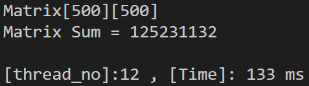 Matrix[500][500]
Matrix Sum = 125231132
[thread_no]:12 , [Time]: 133 ms